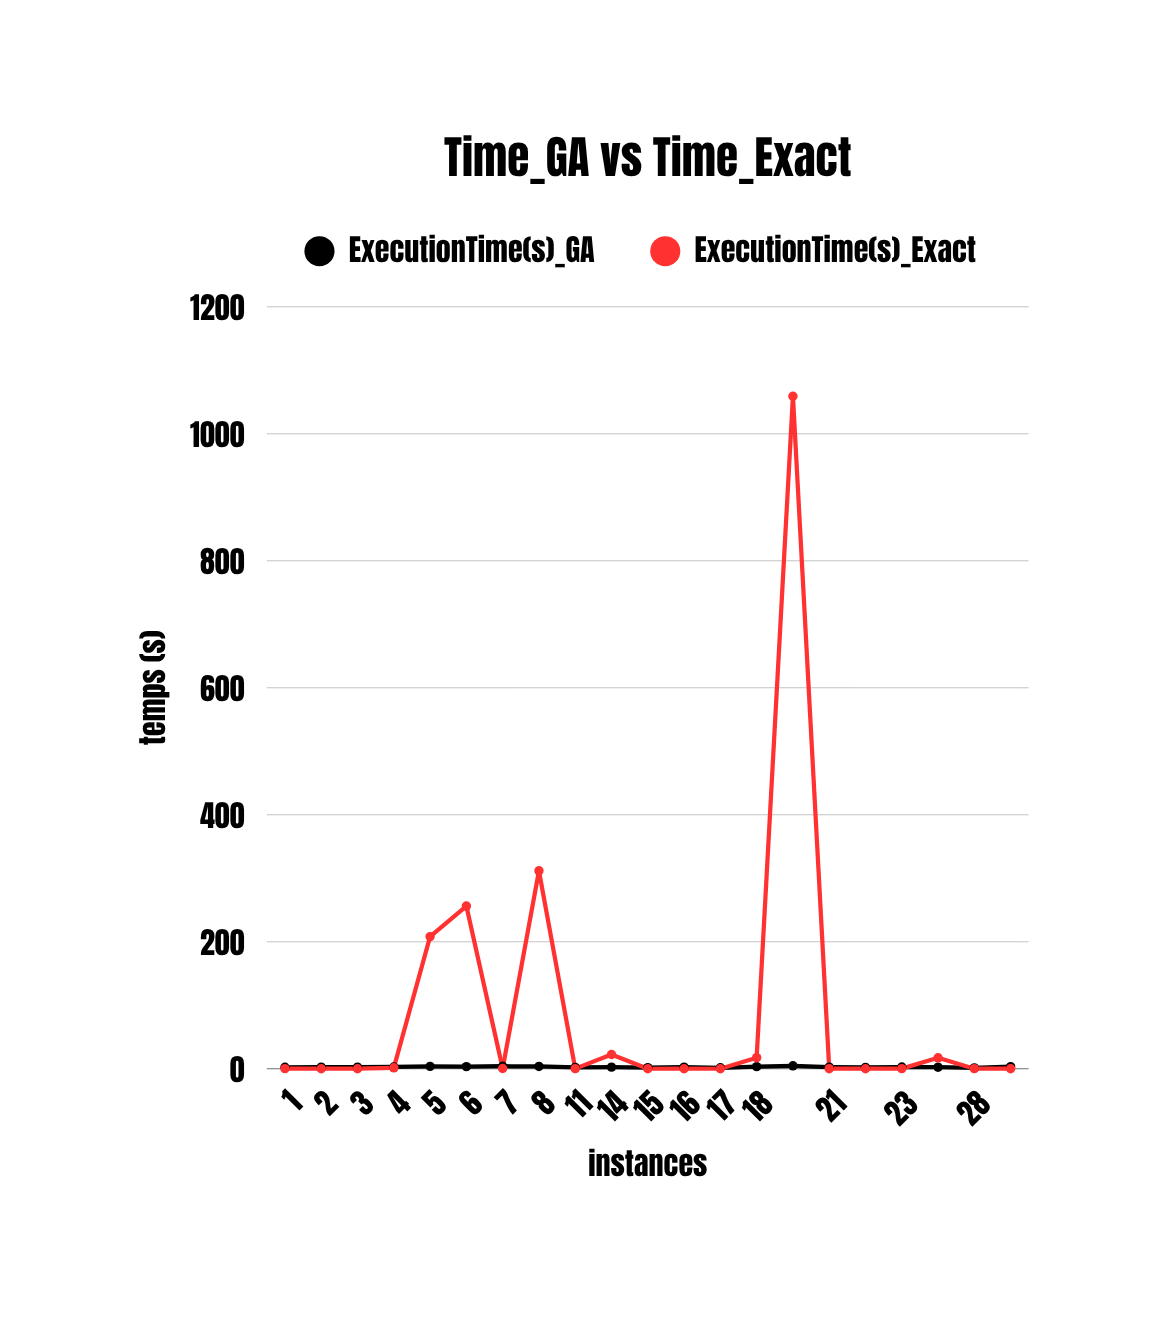 Time_GA vs Time_Exact
ExecutionTime(s)_GA ExecutionTime(s)_Exact
1200
1000
800
600
400
200
0
temps (s)
1 2 3 4 5 6 7 8 11 14 15 16 17 18 21 23 28
instances